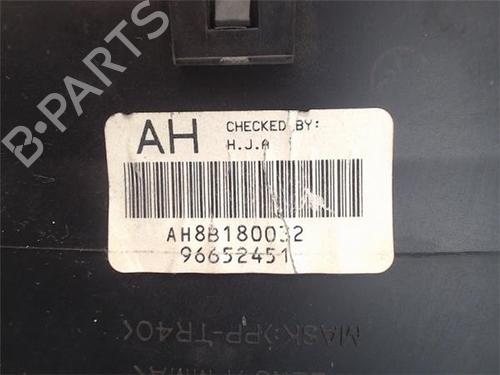 B-PARTS
AH CHECKED BY:
H.J.A
AH8B180032
96652451
MASK:>PP-TR40<